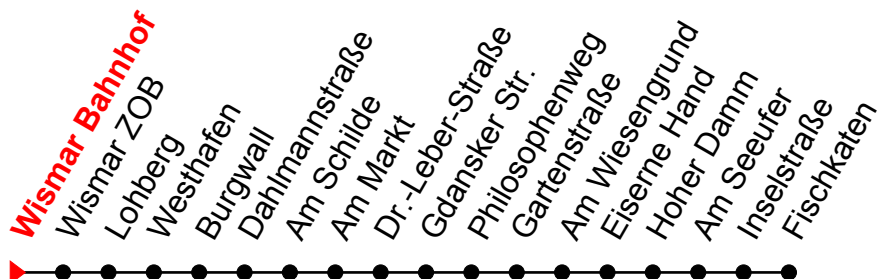 Wismar Bahnhof
Wismar ZOB
Lohberg
Westhafen
Burgwall
Dahlmannstraße
Am Schilde
Am Markt
Dr.-Leber-Straße
Gdansker Str.
Philosophenweg
Gartenstraße
Am Wiesengrund
Eiserne Hand
Hoher Damm
Am Seeufer
Inselstraße
Fischkaten